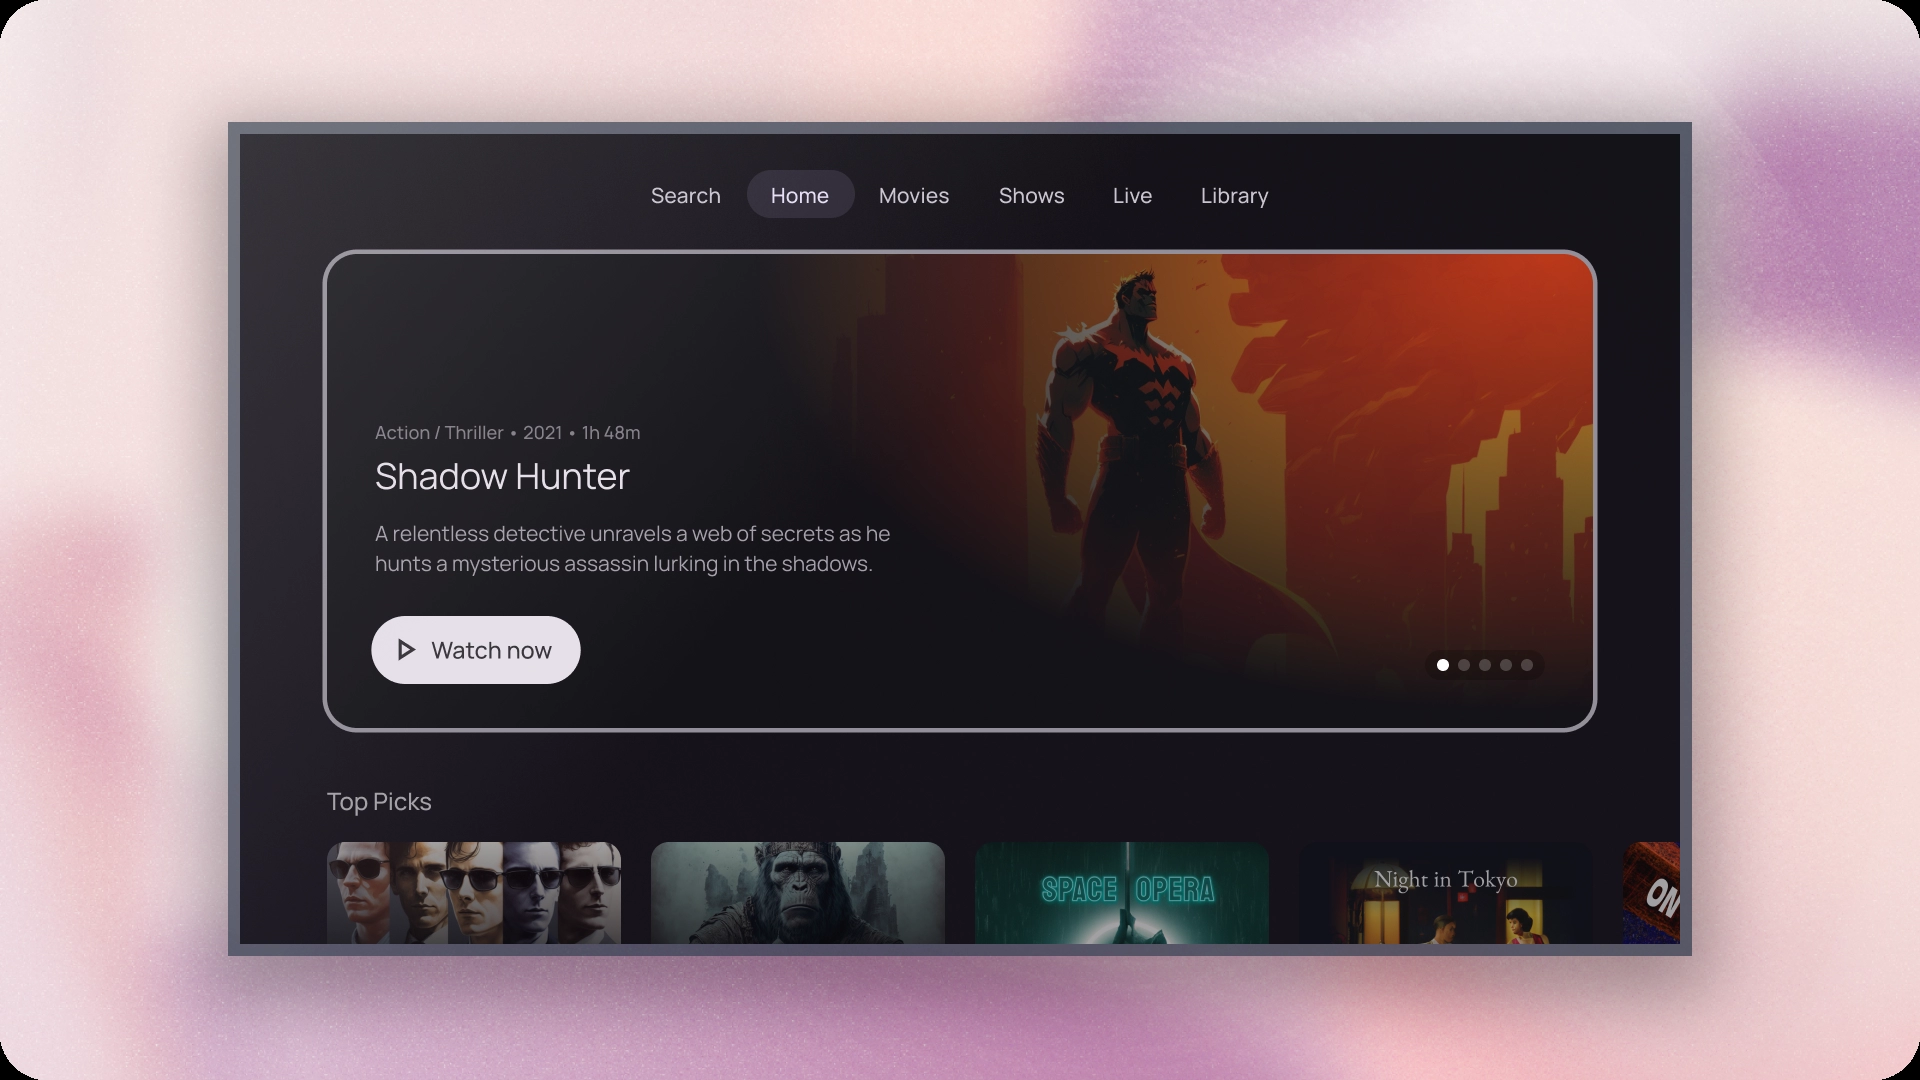 Search Home Movies Shows Live Library
Action / Thriller • 2021 • 1h 48m
Shadow Hunter
A relentless detective unravels a web of secrets as he
hunts a mysterious assassin lurking in the shadows.
Watch now
Top Picks
SPACE OPERA
Night in Tokyo
ON